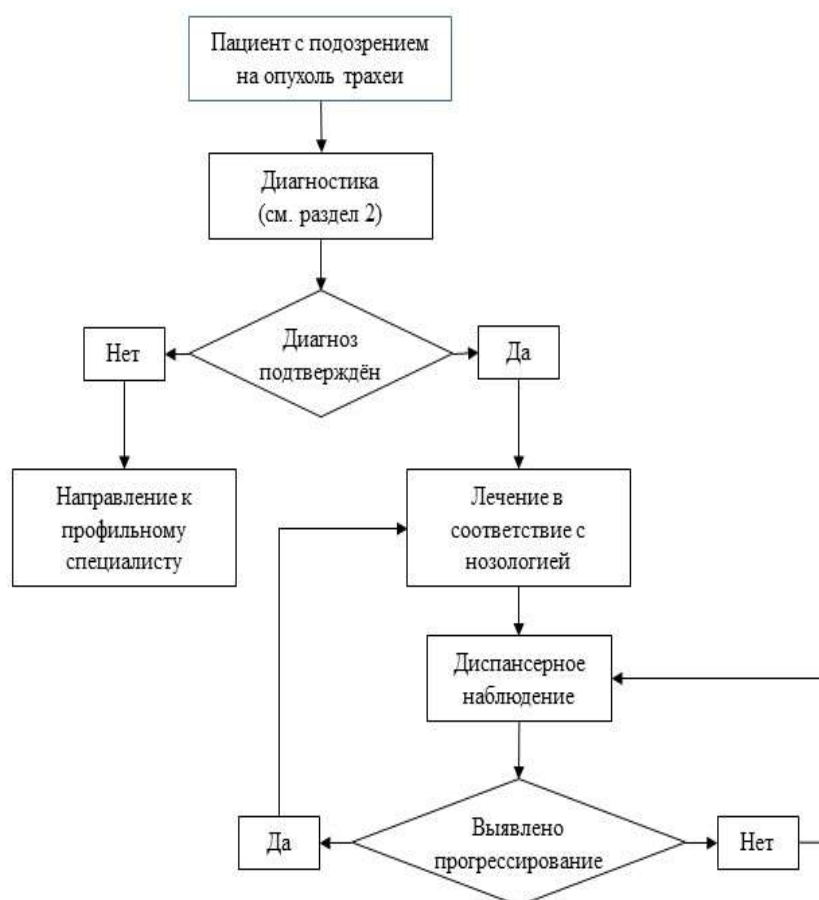 Пациент с подозрением
на опухоль трахеи
Диагностика
(см. раздел 2)
Диагноз
подтверждён
Нет
Да
Направление к
профильному
специалисту
Лечение в
соответствие с
нозологией
Диспансерное
наблюдение
Выявлено
прогрессирование
Да
Нет